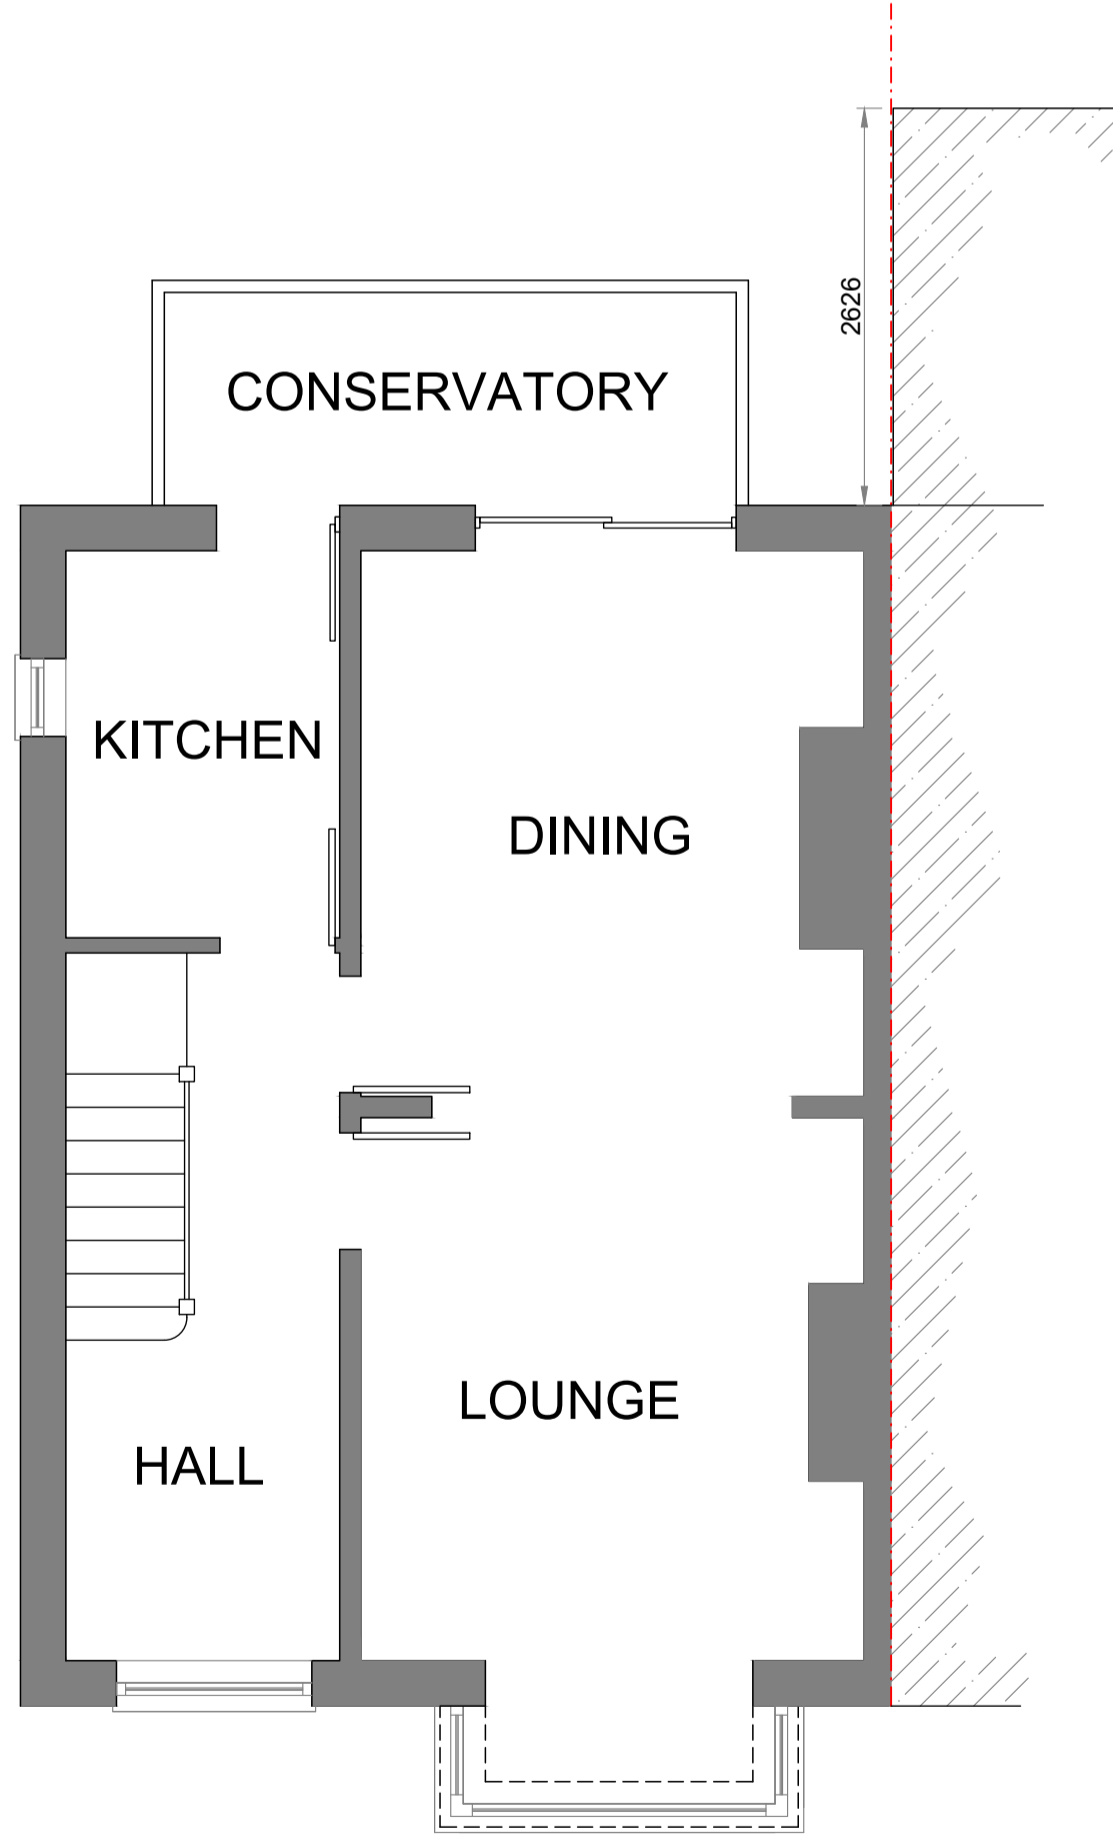 2626
CONSERVATORY
KITCHEN
DINING
LOUNGE
HALL